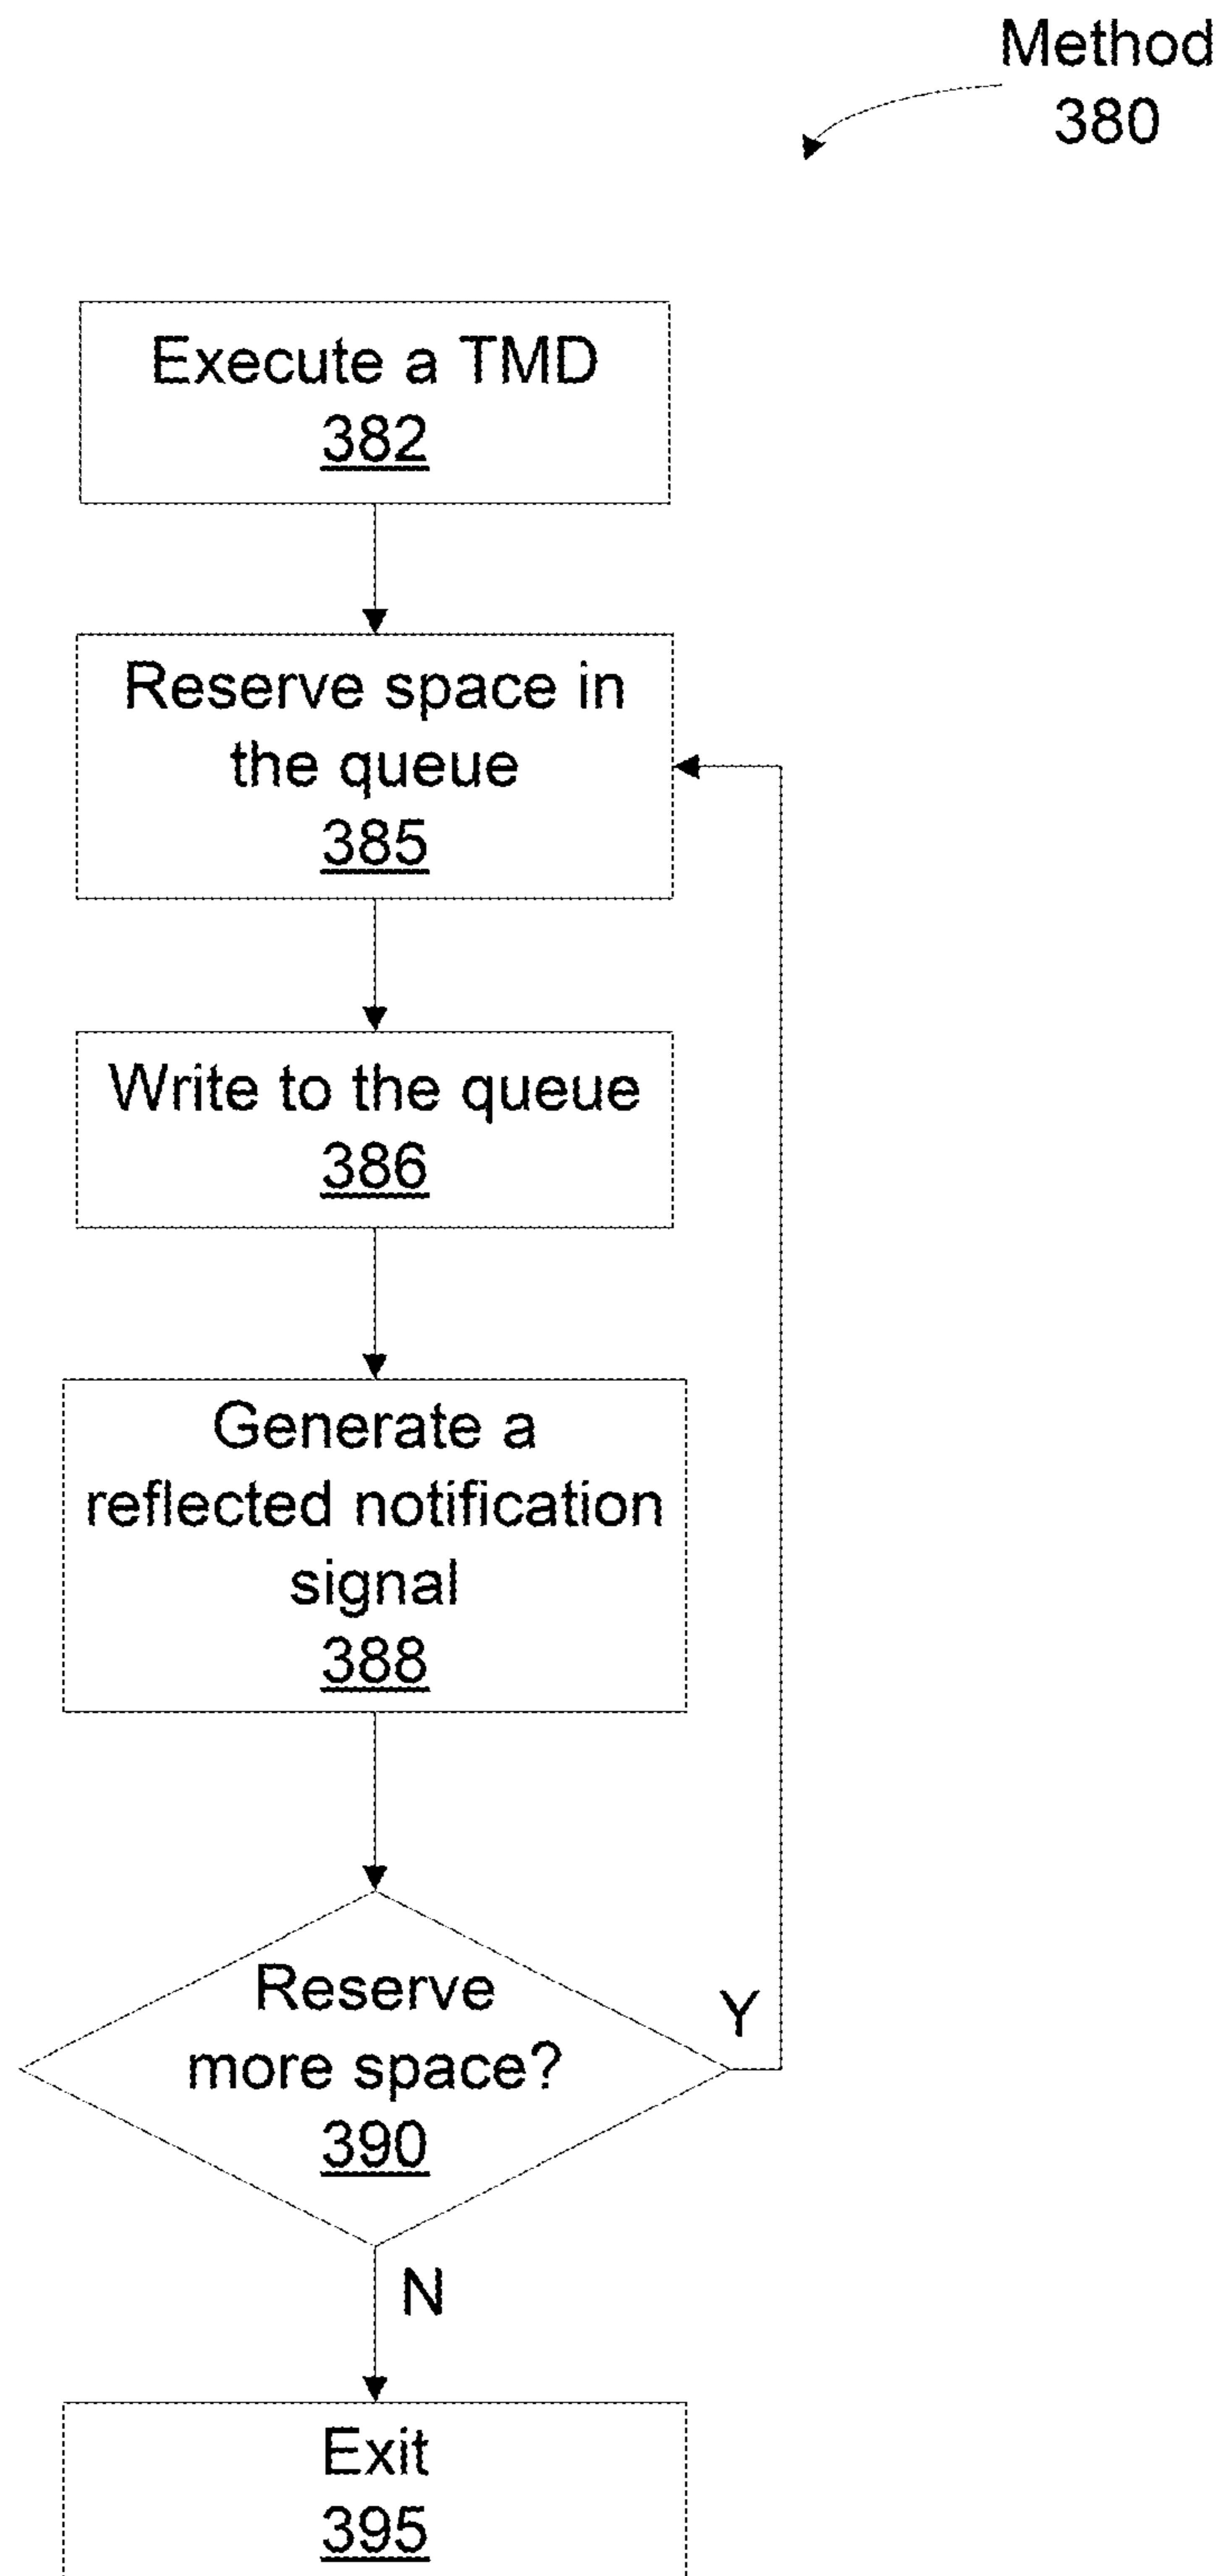 Method
380
Execute a TMD
382
Reserve space in
the queue
385
Write to the queue
386
Generate a
reflected notification
signal
388
Reserve
more space?
390
Y
N
Exit
395